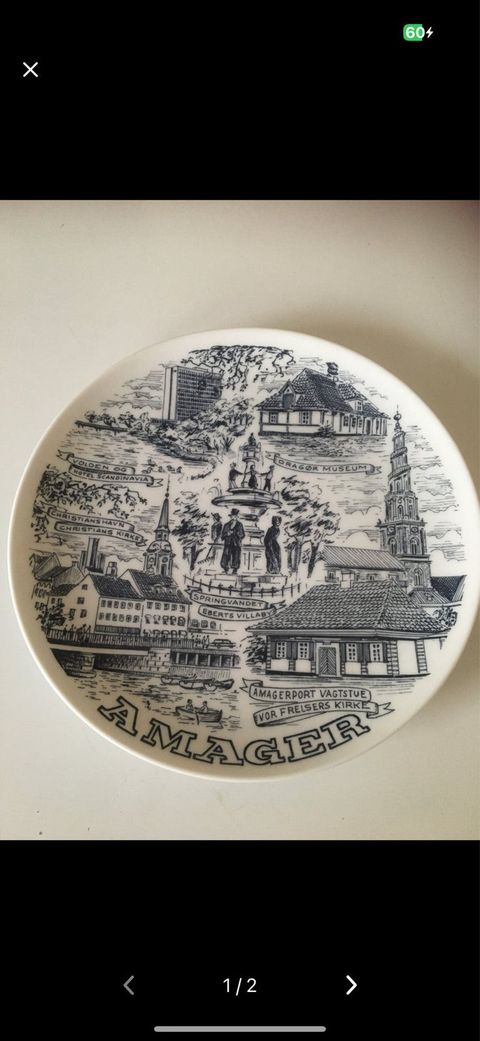 60
VOLDEN OG
HOTEL SCANDINAVIA
DRAGØR MUSEUM
CHRISTIANSHAVN
CHRISTIANS KIRKE
SPRINGVANDET
EBERTS VILLABY
AMAGERPORT VAGTSTUE
VOR FRELSERS KIRKE
AMAGER
1/2